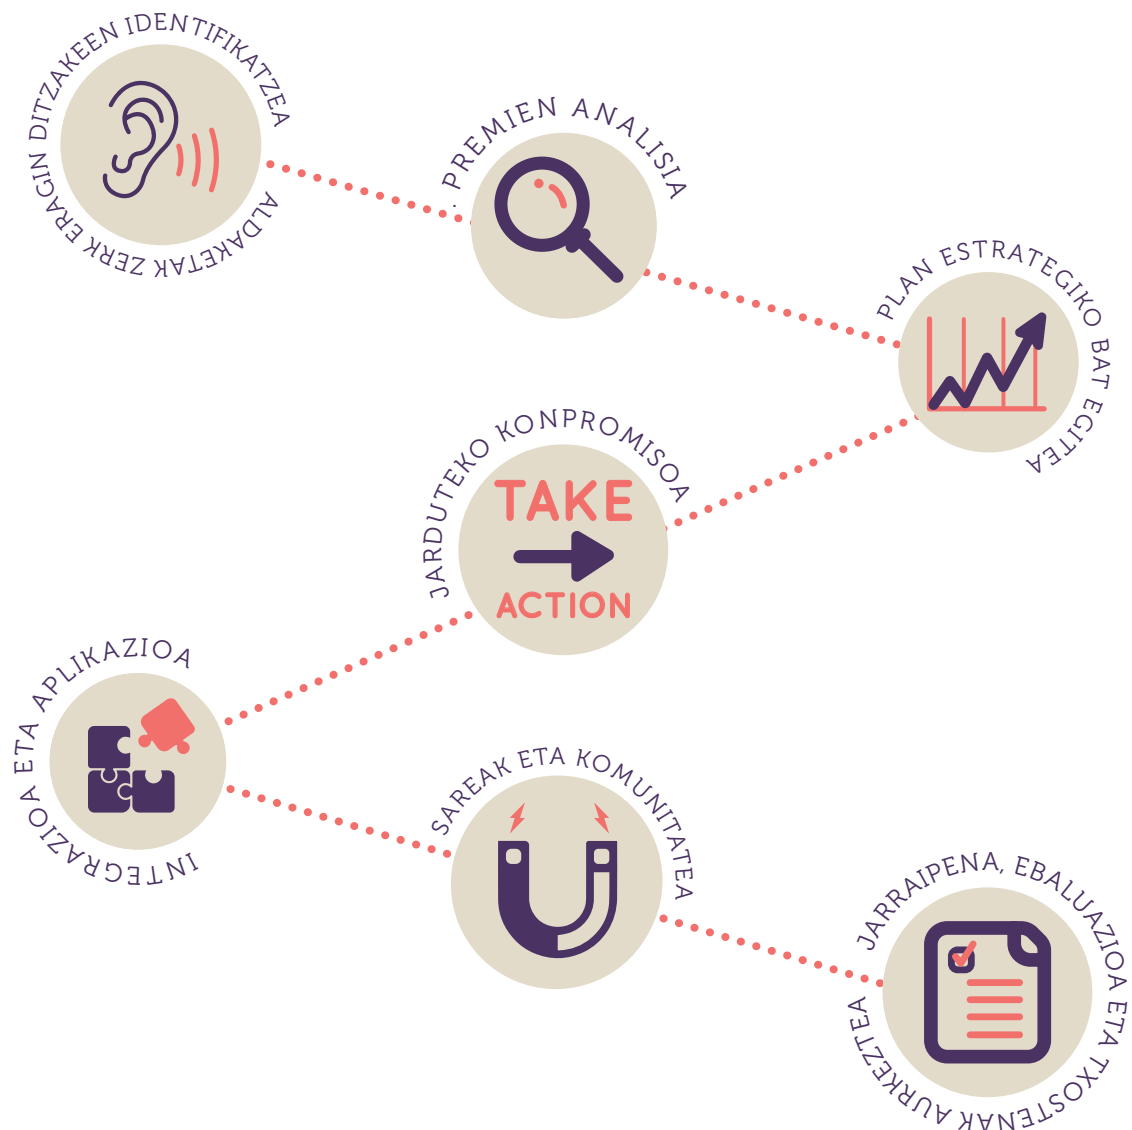 ALDAKETAK ZERK ERAGIN DITZAKEEN IDENTIFIKATZEA
. PREMIEN ANALISIA
PLAN ESTRATEGIKO BAT EGITEA
JARDUTEKO KONPROMISOA
TAKE
ACTION
INTEGRAZIOA ETA APLIKAZIOA
SAREAK ETA KOMUNITATEA
JARRAIPENA, EBALUAZIOA ETA TXOSTENAK AURKEZTEA